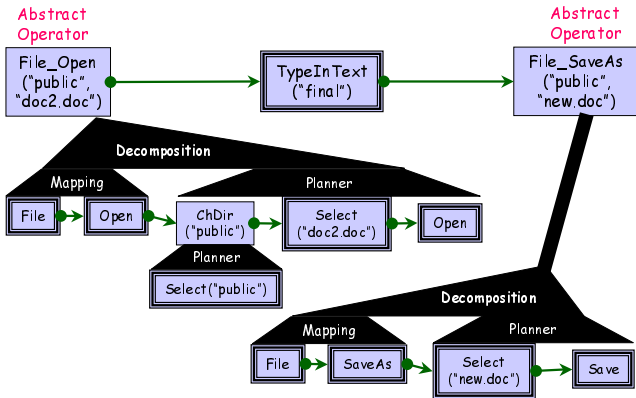 Abstract
Operator
Abstract
Operator
File_Open
("public",
"doc2.doc")
TypeInText
("final")
File_SaveAs
("public",
"new.doc")
Decomposition
Mapping
Planner
File
Open
ChDir
("public")
Select
("doc2.doc")
Open
Planner
Select("public")
Decomposition
Mapping
Planner
File
SaveAs
Select
("new.doc")
Save